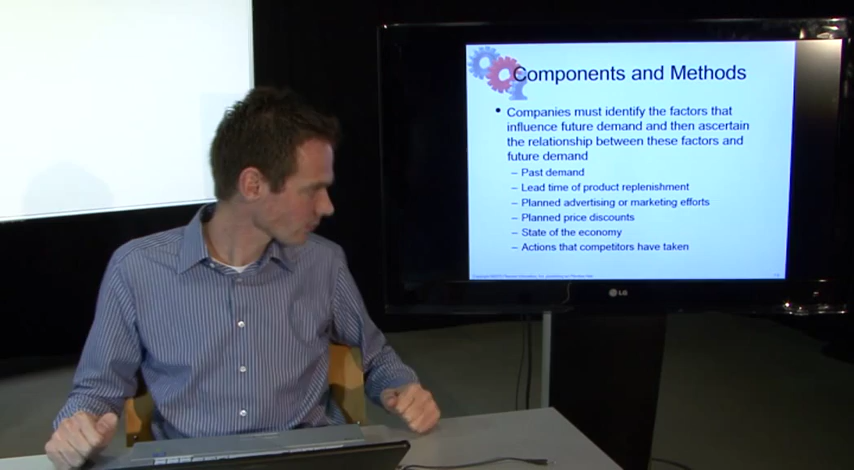 Components and Methods
• Companies must identify the factors that
influence future demand and then ascertain
the relationship between these factors and
future demand
– Past demand
– Lead time of product replenishment
– Planned advertising or marketing efforts
– Planned price discounts
– State of the economy
– Actions that competitors have taken
LG